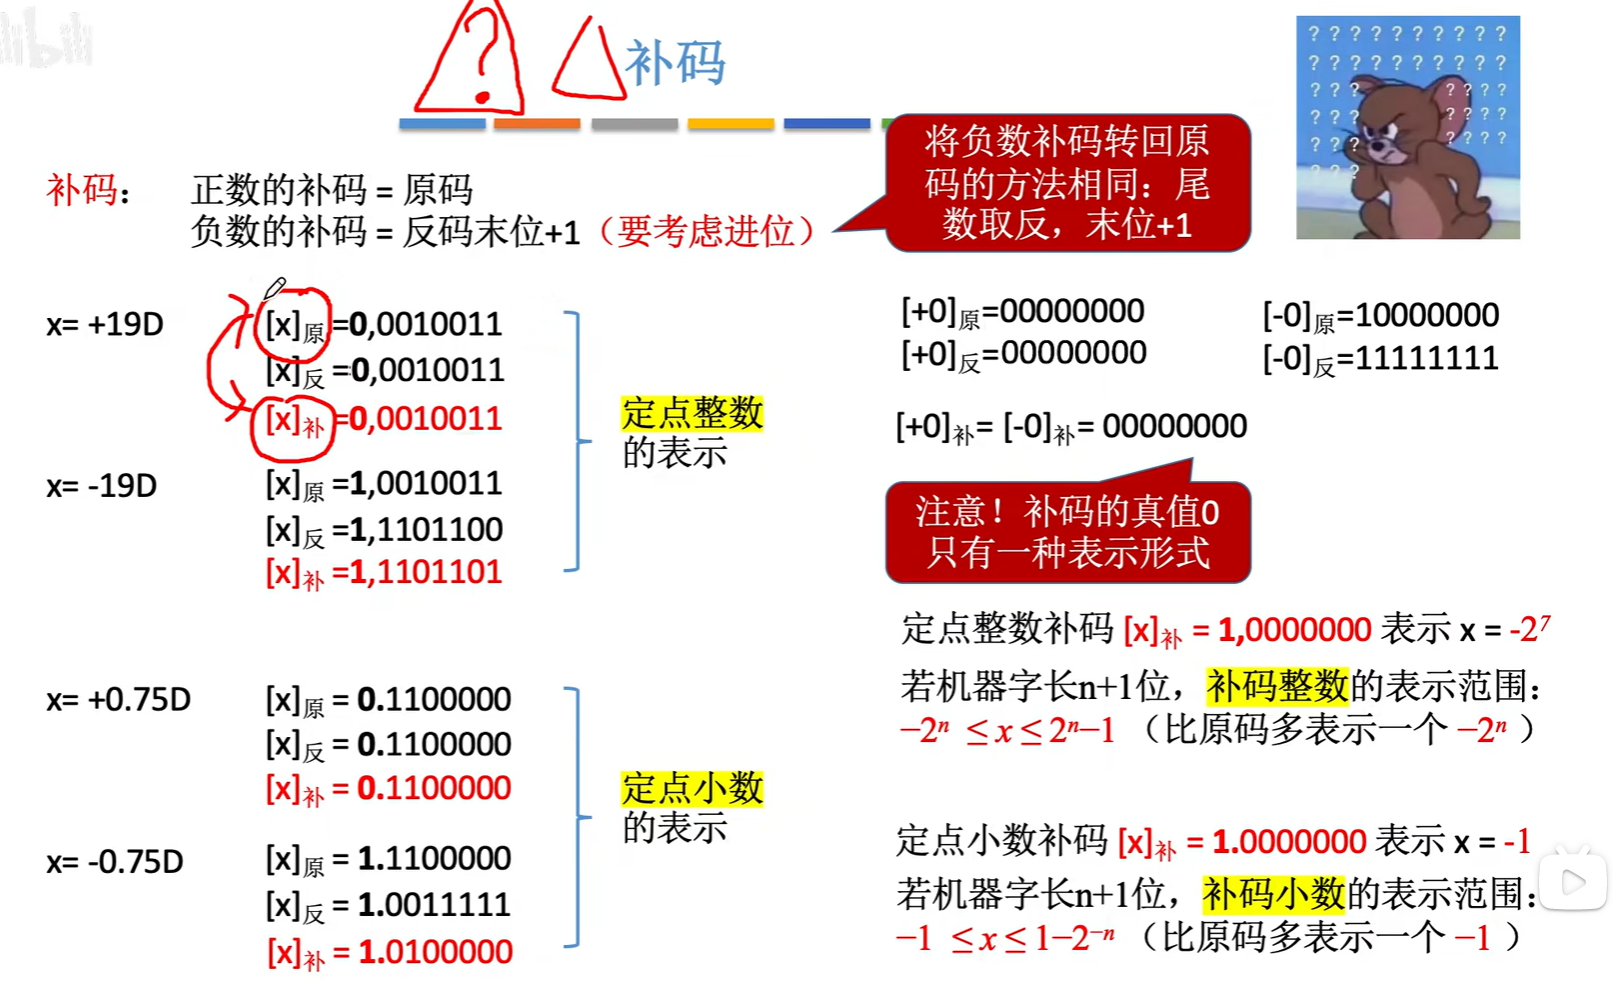 bilibili
? 补码
? ? ? ? ? ? ? ? ? ?
? ? ? ? ? ? ? ? ? ?
? ? ? ? ? ? ?
? ? ? ? ? ? ?
? ? ?
? ? ?
将负数补码转回原
码的方法相同：尾
数取反，末位+1
补码： 正数的补码 = 原码
负数的补码 = 反码末位+1（要考虑进位）
x= +19D [x]原=0,0010011
[x]反=0,0010011
[x]补=0,0010011
x= -19D [x]原=1,0010011
[x]反=1,1101100
[x]补=1,1101101
定点整数
的表示
x= +0.75D [x]原= 0.1100000
[x]反= 0.1100000
[x]补= 0.1100000
x= -0.75D [x]原= 1.1100000
[x]反= 1.0011111
[x]补= 1.0100000
定点小数
的表示
[+0]原=00000000 [-0]原=10000000
[+0]反=00000000 [-0]反=11111111
[+0]补= [-0]补= 00000000
注意！补码的真值0
只有一种表示形式
定点整数补码 [x]补 = 1,0000000 表示 x = -2⁷
若机器字长n+1位，补码整数的表示范围：
−2ⁿ ≤ x ≤ 2ⁿ−1 （比原码多表示一个 −2ⁿ ）
定点小数补码 [x]补 = 1.0000000 表示 x = -1
若机器字长n+1位，补码小数的表示范围：
−1 ≤ x ≤ 1−2⁻ⁿ （比原码多表示一个 −1 ）